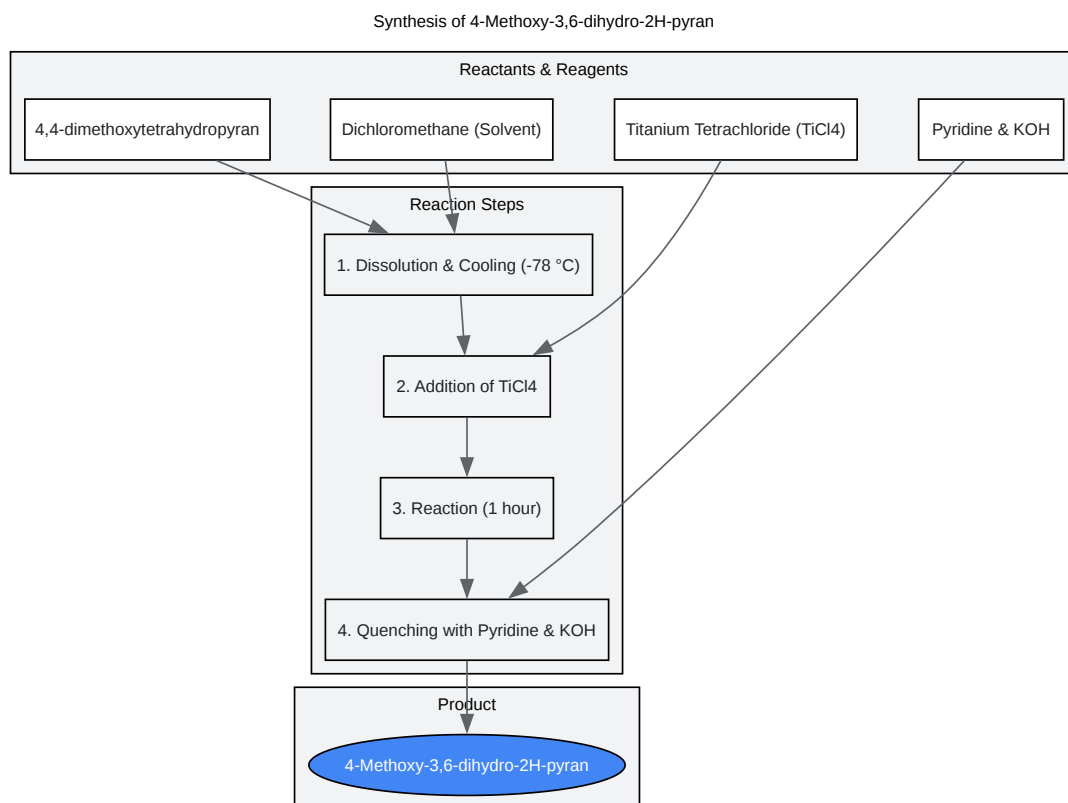 Synthesis of 4-Methoxy-3,6-dihydro-2H-pyran
Reactants & Reagents
4,4-dimethoxytetrahydropyran
Dichloromethane (Solvent)
Titanium Tetrachloride (TiCl4)
Pyridine & KOH
Reaction Steps
1. Dissolution & Cooling (-78 °C)
2. Addition of TiCl4
3. Reaction (1 hour)
4. Quenching with Pyridine & KOH
Product
4-Methoxy-3,6-dihydro-2H-pyran